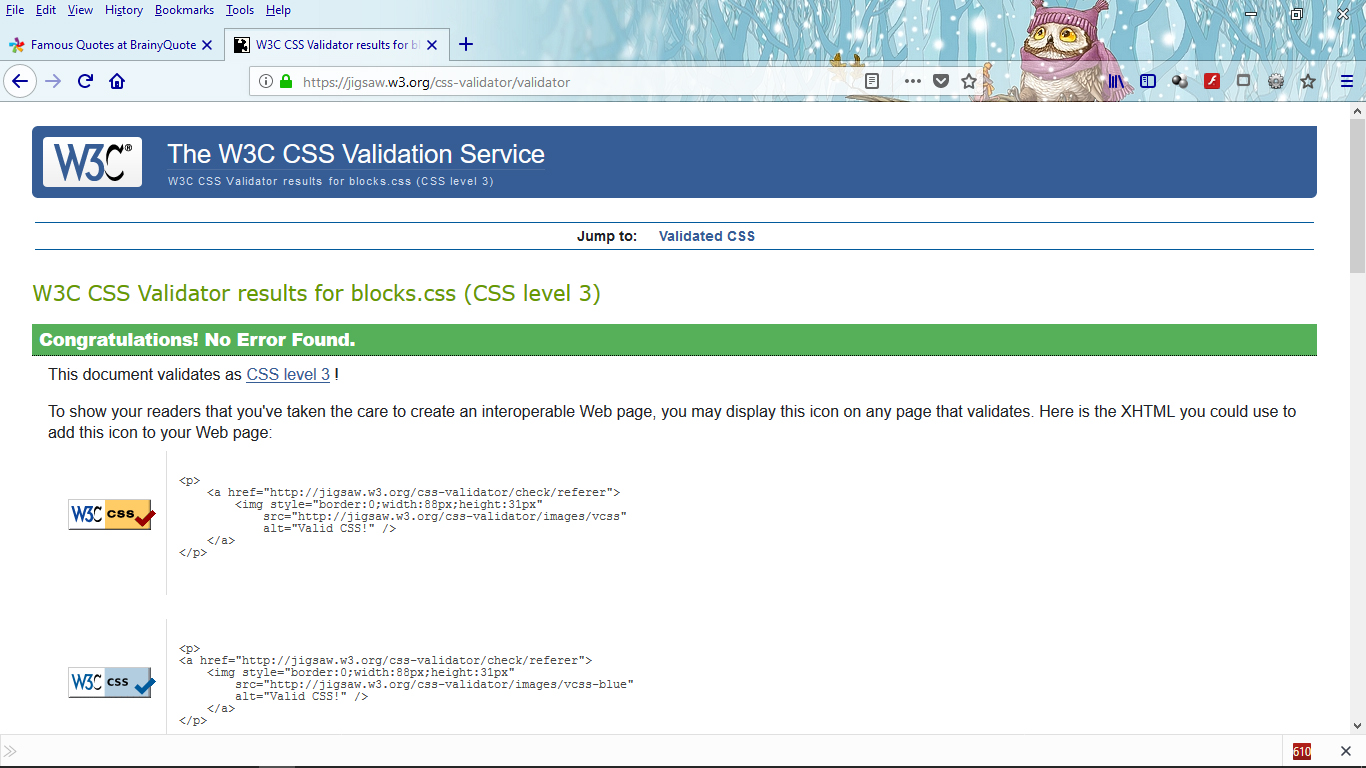 File Edit View History Bookmarks Tools Help
Famous Quotes at BrainyQuote
W3C CSS Validator results for bl
https://jigsaw.w3.org/css-validator/validator
W3C®
The W3C CSS Validation Service
W3C CSS Validator results for blocks.css (CSS level 3)
Jump to: Validated CSS
W3C CSS Validator results for blocks.css (CSS level 3)
Congratulations! No Error Found.
This document validates as CSS level 3 !
To show your readers that you've taken the care to create an interoperable Web page, you may display this icon on any page that validates. Here is the XHTML you could use to
add this icon to your Web page:
W3C css
<p>
    <a href="http://jigsaw.w3.org/css-validator/check/referer">
        <img style="border:0;width:88px;height:31px"
            src="http://jigsaw.w3.org/css-validator/images/vcss"
            alt="Valid CSS!" />
    </a>
</p>
W3C css
<p>
<a href="http://jigsaw.w3.org/css-validator/check/referer">
    <img style="border:0;width:88px;height:31px"
        src="http://jigsaw.w3.org/css-validator/images/vcss-blue"
        alt="Valid CSS!" />
    </a>
</p>
610